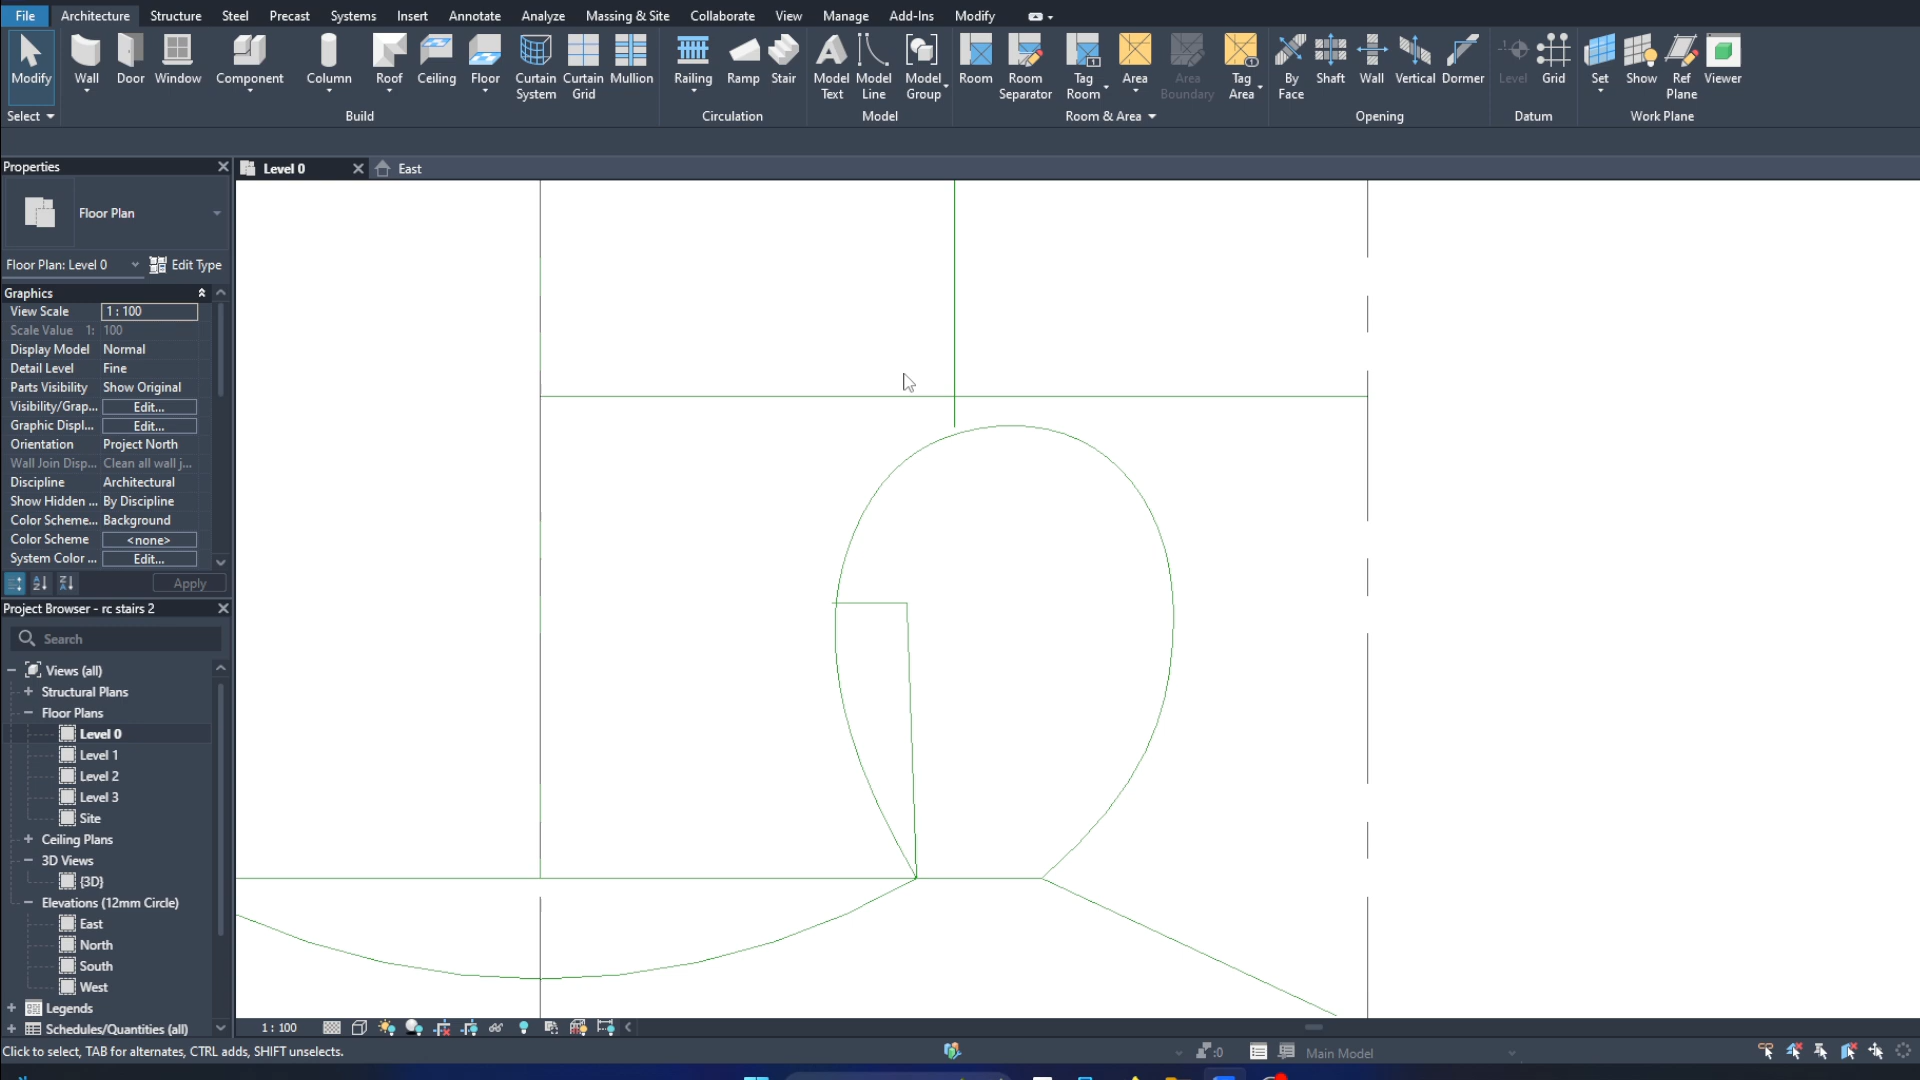 File Architecture Structure Steel Precast Systems Insert Annotate Analyze Massing & Site Collaborate View Manage Add-Ins Modify
Modify Wall Door Window Component Column Roof Ceiling Floor Curtain System Curtain Grid Mullion Railing Ramp Stair Model Text Model Line Model Group Room Room Separator Tag Room Area Area Boundary Tag Area By Face Shaft Wall Vertical Dormer Level Grid Set Show Ref Plane Viewer
Select Build Circulation Model Room & Area Opening Datum Work Plane
Properties
Level 0 East
Floor Plan
Floor Plan: Level 0 Edit Type
Graphics
View Scale 1 : 100
Scale Value 1: 100
Display Model Normal
Detail Level Fine
Parts Visibility Show Original
Visibility/Grap... Edit...
Graphic Displ... Edit...
Orientation Project North
Wall Join Disp... Clean all wall j...
Discipline Architectural
Show Hidden ... By Discipline
Color Scheme... Background
Color Scheme <none>
System Color ... Edit...
Apply
Project Browser - rc stairs 2
Search
Views (all)
Structural Plans
Floor Plans
Level 0
Level 1
Level 2
Level 3
Site
Ceiling Plans
3D Views
{3D}
Elevations (12mm Circle)
East
North
South
West
Legends
Schedules/Quantities (all)
1 : 100
Click to select, TAB for alternates, CTRL adds, SHIFT unselects.
:0
Main Model